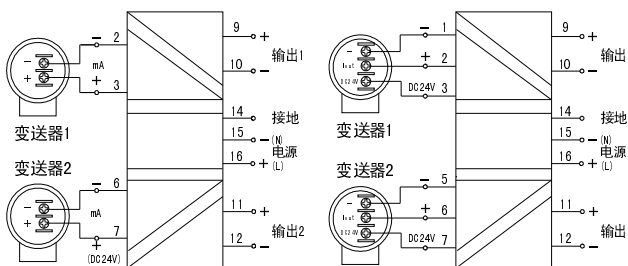 − 2
mA
+ 3
− +
变送器1
9 +
输出1
10 −
14 接地
15 −(N)
电源
16 +(L)
变送器2
− 6
mA
+ 7
(DC24V)
− +
11 +
输出2
12 −
− 1
+ 2
DC24V 3
−
DC24V
变送器1
9 +
输出
10 −
14 接地
15 −(N)
电源
16 +(L)
变送器2
− 5
+ 6
DC24V 7
−
DC24V
11 +
输出
12 −